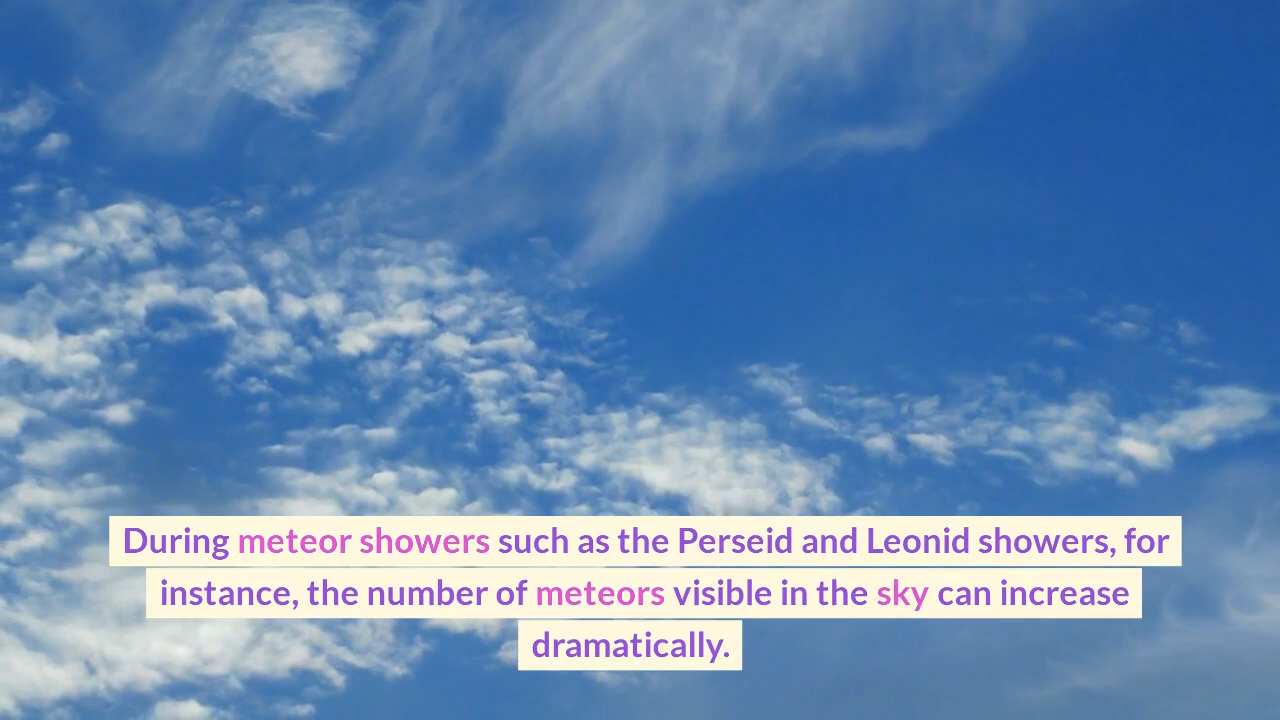 During meteor showers such as the Perseid and Leonid showers, for
instance, the number of meteors visible in the sky can increase
dramatically.